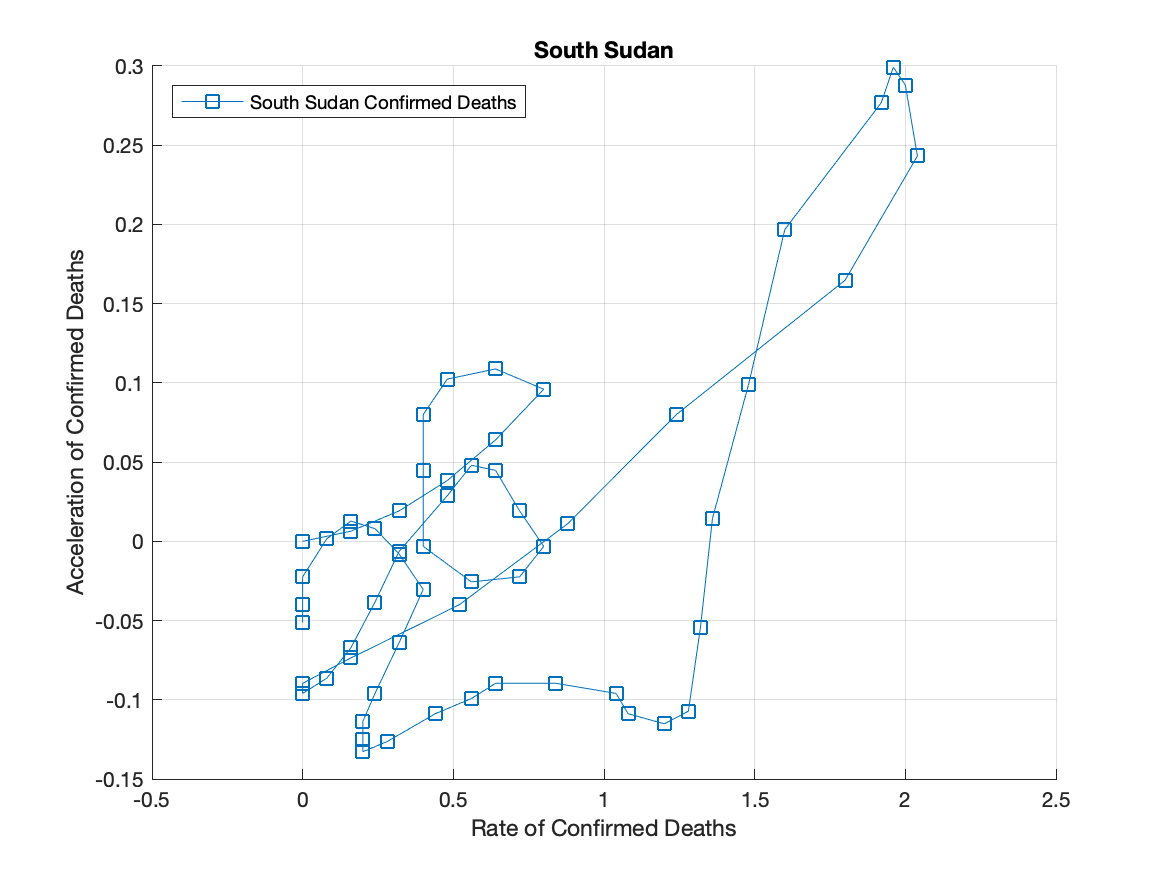 South Sudan
South Sudan Confirmed Deaths
0.3
0.25
0.2
0.15
0.1
0.05
0
-0.05
-0.1
-0.15
Acceleration of Confirmed Deaths
-0.5 0 0.5 1 1.5 2 2.5
Rate of Confirmed Deaths